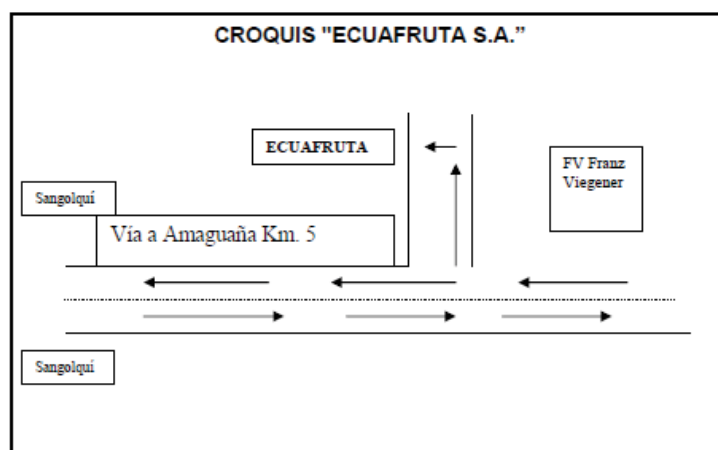 CROQUIS "ECUAFRUTA S.A.”
ECUAFRUTA
FV Franz
Viegener
Sangolquí
Vía a Amaguaña Km. 5
Sangolquí